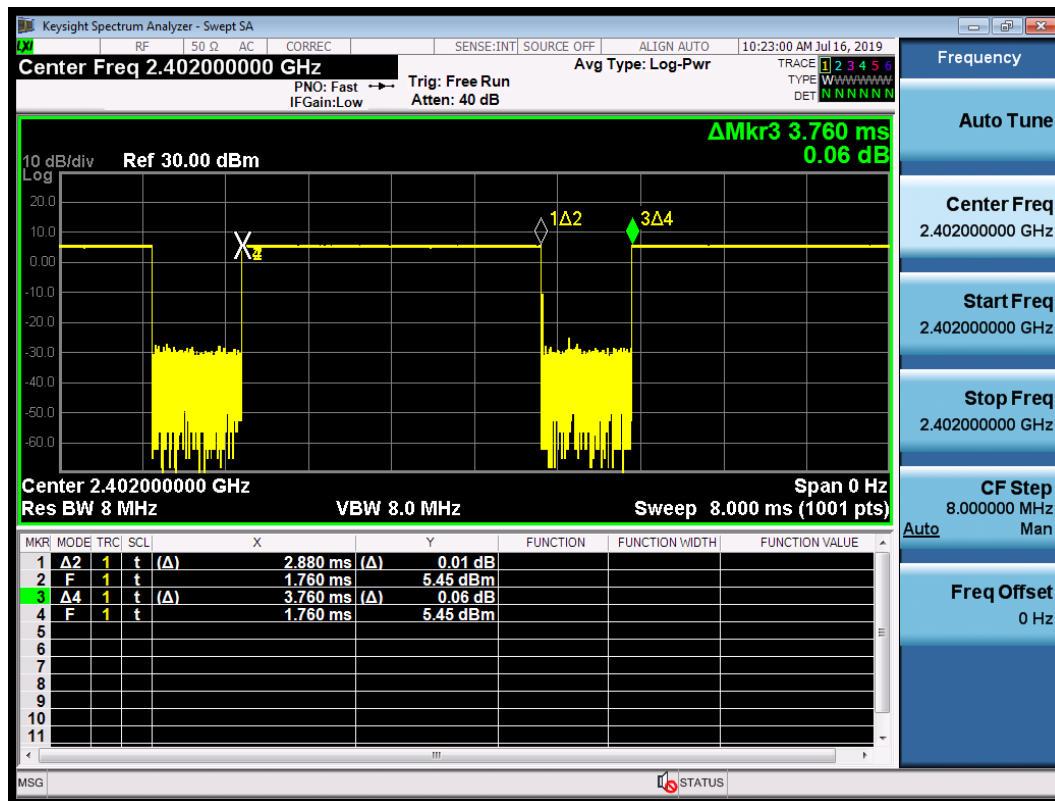 Keysight Spectrum Analyzer - Swept SA
LXI RF 50 Ω AC CORREC SENSE:INT SOURCE OFF ALIGN AUTO 10:23:00 AM Jul 16, 2019
Center Freq 2.402000000 GHz
PNO: Fast
IFGain:Low
Trig: Free Run
Atten: 40 dB
Avg Type: Log-Pwr
TRACE 1 2 3 4 5 6
TYPE WWWWWW
DET N N N N N N
ΔMkr3 3.760 ms
0.06 dB
10 dB/div Ref 30.00 dBm
Log
20.0
10.0
0.00
-10.0
-20.0
-30.0
-40.0
-50.0
-60.0
1Δ2
3Δ4
X
Center 2.402000000 GHz Span 0 Hz
Res BW 8 MHz VBW 8.0 MHz Sweep 8.000 ms (1001 pts)
MKR MODE TRC SCL X Y FUNCTION FUNCTION WIDTH FUNCTION VALUE
1 Δ2 1 t (Δ) 2.880 ms (Δ) 0.01 dB
2 F 1 t 1.760 ms 5.45 dBm
3 Δ4 1 t (Δ) 3.760 ms (Δ) 0.06 dB
4 F 1 t 1.760 ms 5.45 dBm
5
6
7
8
9
10
11
MSG STATUS
Frequency
Auto Tune
Center Freq
2.402000000 GHz
Start Freq
2.402000000 GHz
Stop Freq
2.402000000 GHz
CF Step
8.000000 MHz
Auto Man
Freq Offset
0 Hz